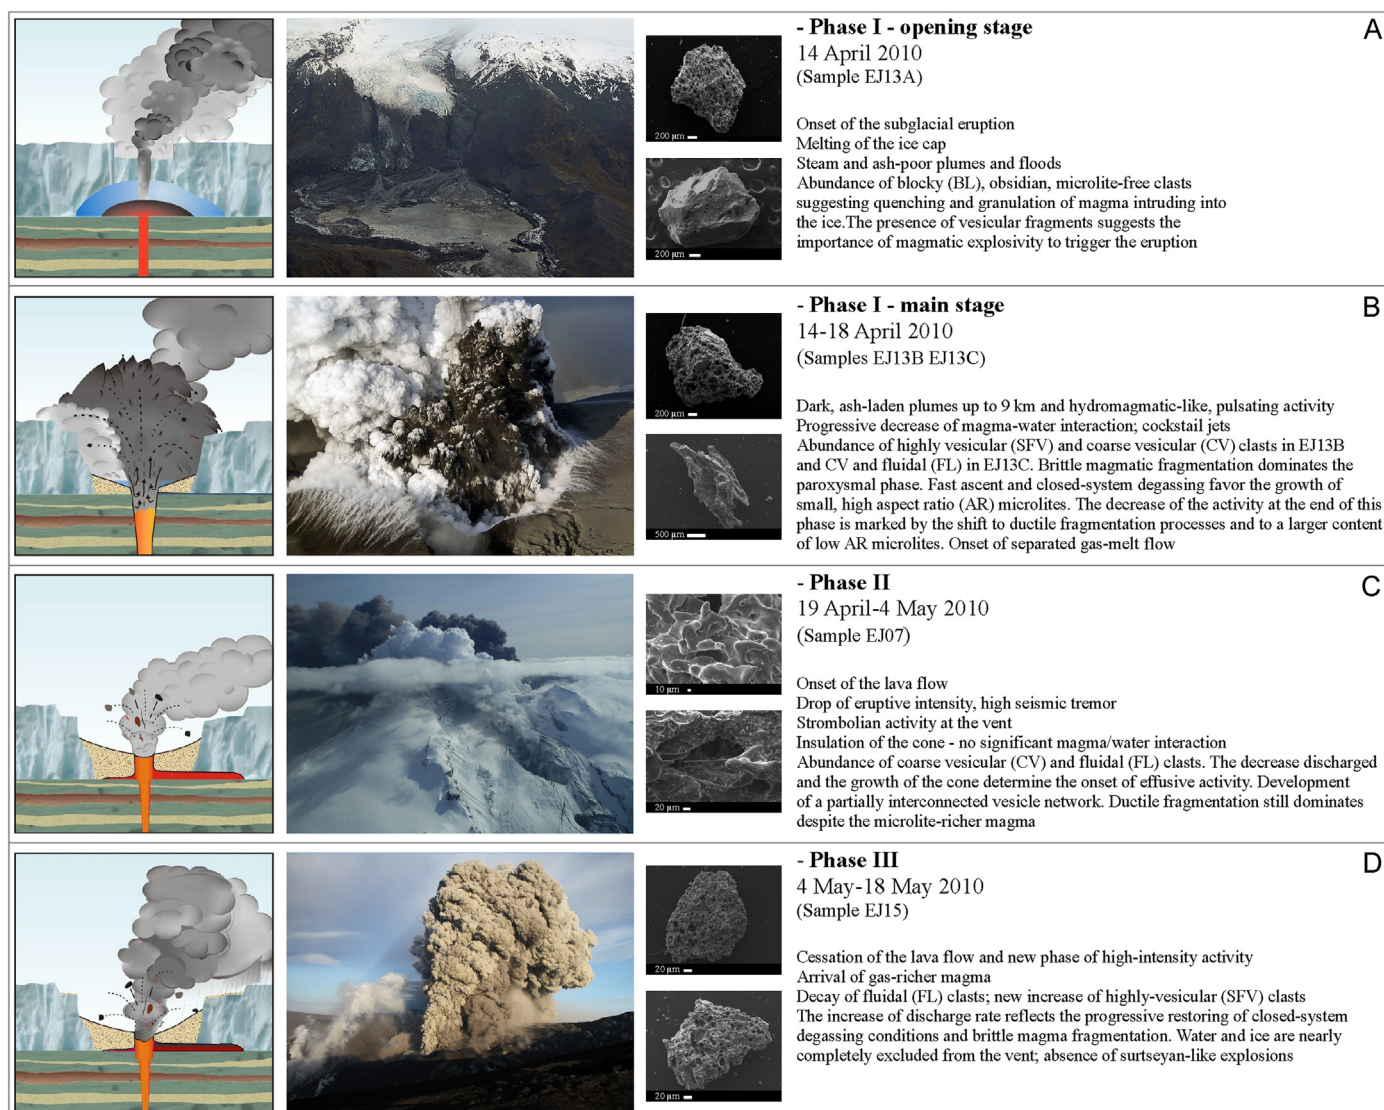 - Phase I - opening stage
A
14 April 2010
(Sample EJ13A)
Onset of the subglacial eruption
Melting of the ice cap
Steam and ash-poor plumes and floods
Abundance of blocky (BL), obsidian, microlite-free clasts
suggesting quenching and granulation of magma intruding into
the ice.The presence of vesicular fragments suggests the
importance of magmatic explosivity to trigger the eruption
200 µm
200 µm
- Phase I - main stage
B
14-18 April 2010
(Samples EJ13B EJ13C)
Dark, ash-laden plumes up to 9 km and hydromagmatic-like, pulsating activity
Progressive decrease of magma-water interaction; cockstail jets
Abundance of highly vesicular (SFV) and coarse vesicular (CV) clasts in EJ13B
and CV and fluidal (FL) in EJ13C. Brittle magmatic fragmentation dominates the
paroxysmal phase. Fast ascent and closed-system degassing favor the growth of
small, high aspect ratio (AR) microlites. The decrease of the activity at the end of this
phase is marked by the shift to ductile fragmentation processes and to a larger content
of low AR microlites. Onset of separated gas-melt flow
200 µm
500 µm
- Phase II
C
19 April-4 May 2010
(Sample EJ07)
Onset of the lava flow
Drop of eruptive intensity, high seismic tremor
Strombolian activity at the vent
Insulation of the cone - no significant magma/water interaction
Abundance of coarse vesicular (CV) and fluidal (FL) clasts. The decrease discharged
and the growth of the cone determine the onset of effusive activity. Development
of a partially interconnected vesicle network. Ductile fragmentation still dominates
despite the microlite-richer magma
10 µm
20 µm
- Phase III
D
4 May-18 May 2010
(Sample EJ15)
Cessation of the lava flow and new phase of high-intensity activity
Arrival of gas-richer magma
Decay of fluidal (FL) clasts; new increase of highly-vesicular (SFV) clasts
The increase of discharge rate reflects the progressive restoring of closed-system
degassing conditions and brittle magma fragmentation. Water and ice are nearly
completely excluded from the vent; absence of surtseyan-like explosions
20 µm
20 µm